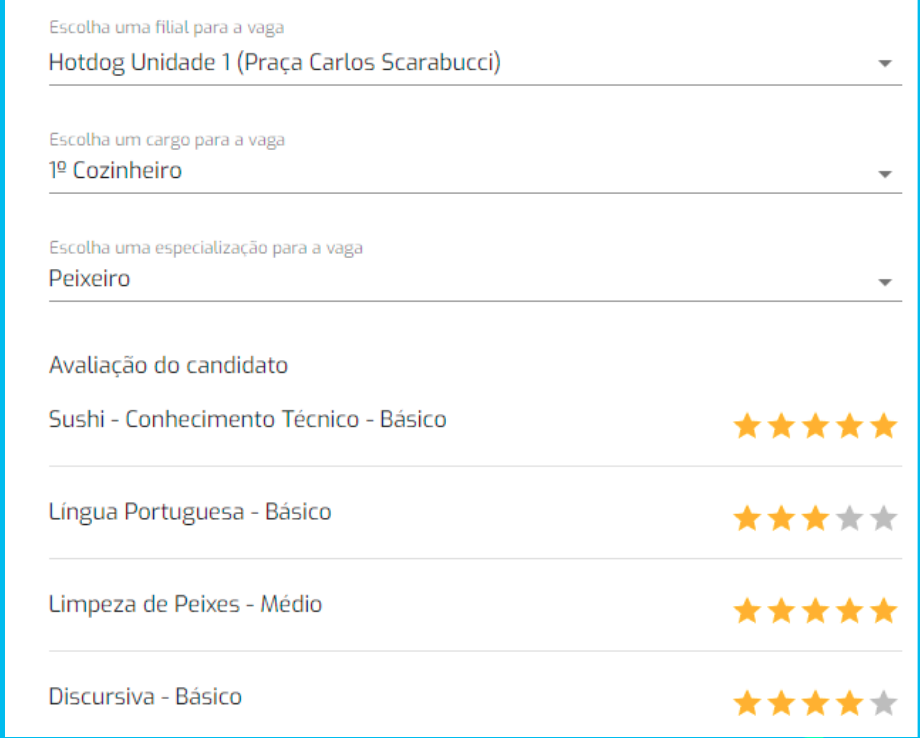 Escolha uma filial para a vaga
Hotdog Unidade 1 (Praça Carlos Scarabucci)
Escolha um cargo para a vaga
1º Cozinheiro
Escolha uma especialização para a vaga
Peixeiro
Avaliação do candidato
Sushi - Conhecimento Técnico - Básico
Língua Portuguesa - Básico
Limpeza de Peixes - Médio
Discursiva - Básico